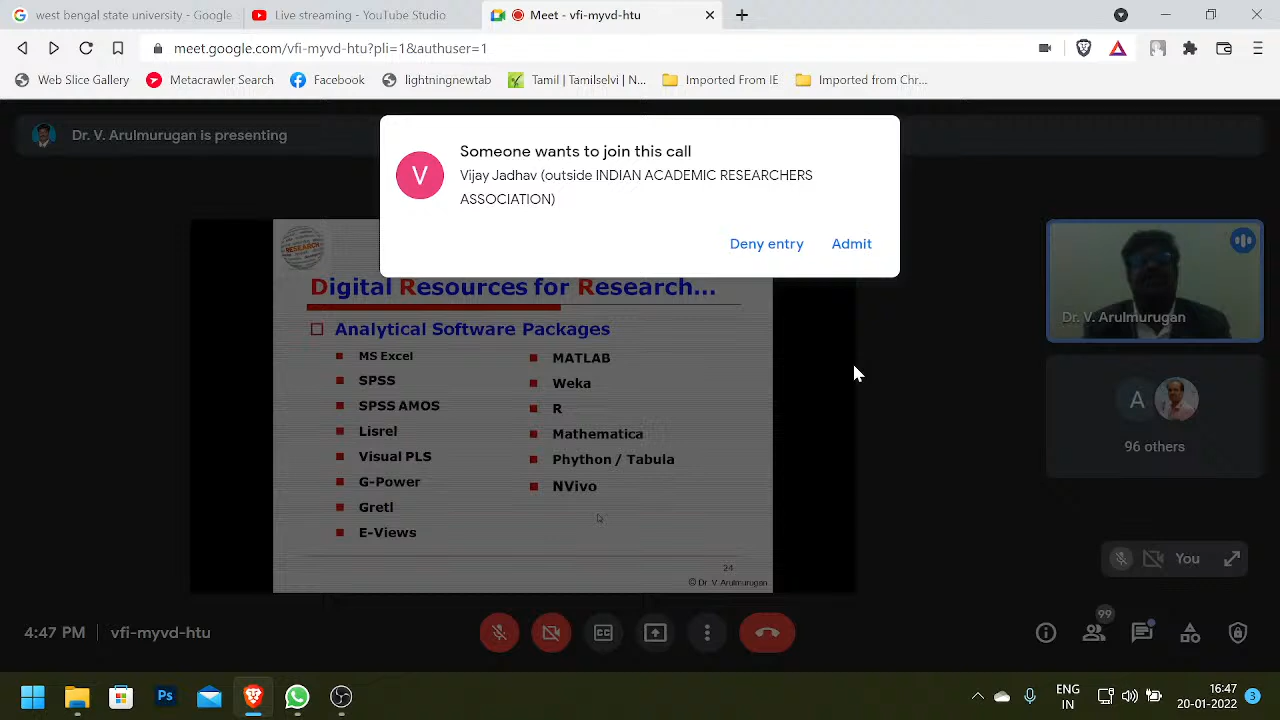 west bengal state university - Google
Live streaming - YouTube Studio
Meet - vfi-myvd-htu
meet.google.com/vfi-myvd-htu?pli=1&authuser=1
Web Slice Gallery
Metacrawler Search
Facebook
lightningnewtab
Tamil | Tamilselvi | N...
Imported From IE
Imported from Chr...
Dr. V. Arulmurugan is presenting
V
Someone wants to join this call
Vijay Jadhav (outside INDIAN ACADEMIC RESEARCHERS
ASSOCIATION)
Deny entry
Admit
RESEARCH
Digital Resources for Research...
Analytical Software Packages
MS Excel
SPSS
SPSS AMOS
Lisrel
Visual PLS
G-Power
Gretl
E-Views
MATLAB
Weka
R
Mathematica
Phython / Tabula
NVivo
24
© Dr. V. Arulmurugan
Dr. V. Arulmurugan
A
96 others
You
4:47 PM
vfi-myvd-htu
CC
99
Ps
ENG
IN
16:47
20-01-2022
3